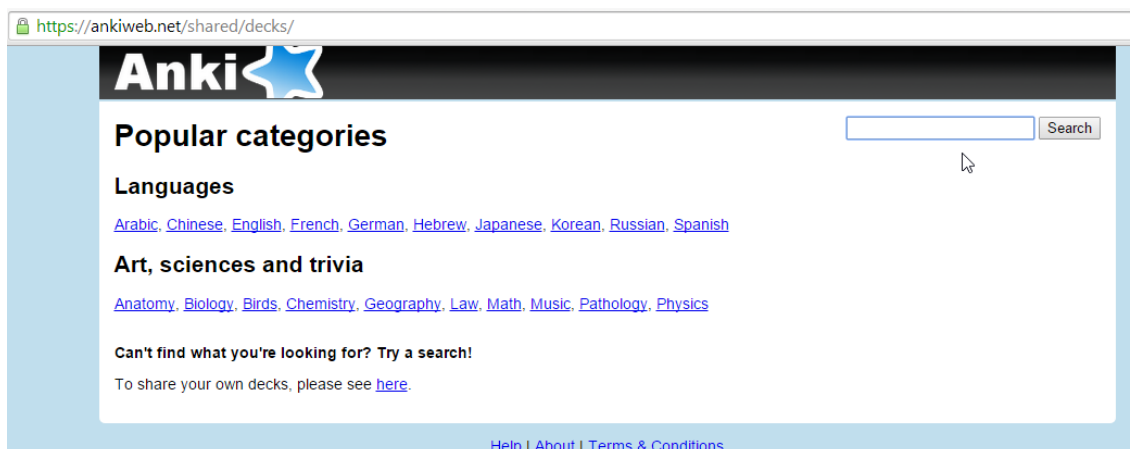 https://ankiweb.net/shared/decks/
Anki
Popular categories
Search
Languages
Arabic, Chinese, English, French, German, Hebrew, Japanese, Korean, Russian, Spanish
Art, sciences and trivia
Anatomy, Biology, Birds, Chemistry, Geography, Law, Math, Music, Pathology, Physics
Can't find what you're looking for? Try a search!
To share your own decks, please see here.
Help | About | Terms & Conditions